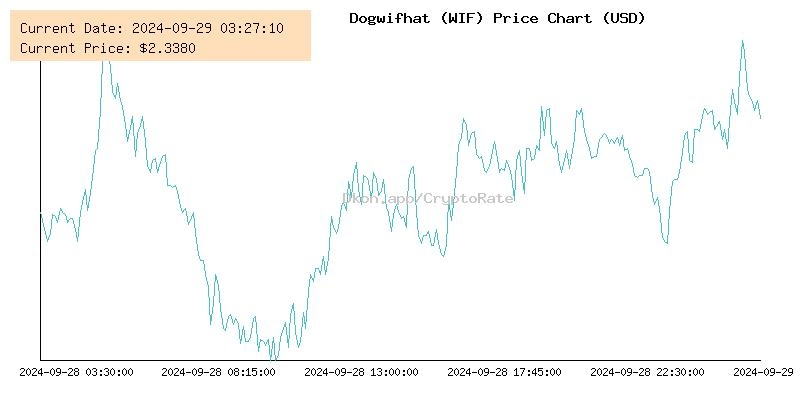 Dogwifhat (WIF) Price Chart (USD)
Current Date: 2024-09-29 03:27:10
Current Price: $2.3380
Dkon.app/CryptoRate
2024-09-28 03:30:00
2024-09-28 08:15:00
2024-09-28 13:00:00
2024-09-28 17:45:00
2024-09-28 22:30:00
2024-09-29